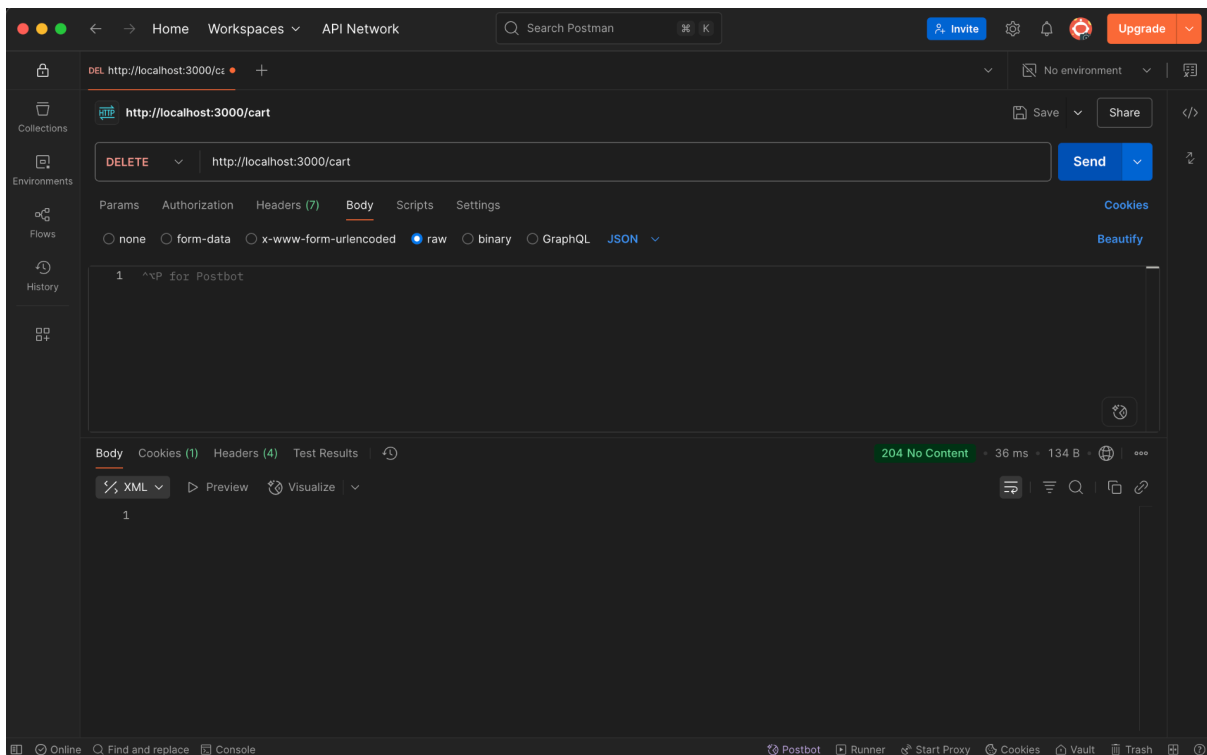 Home Workspaces API Network Search Postman ⌘ K Invite Upgrade
DEL http://localhost:3000/ca No environment
Collections
HTTP http://localhost:3000/cart Save Share
Environments
DELETE http://localhost:3000/cart Send
Flows
Params Authorization Headers (7) Body Scripts Settings Cookies
none form-data x-www-form-urlencoded raw binary GraphQL JSON Beautify
History
1 ^⌥P for Postbot
Body Cookies (1) Headers (4) Test Results 204 No Content 36 ms 134 B
XML Preview Visualize
1
Online Find and replace Console Postbot Runner Start Proxy Cookies Vault Trash